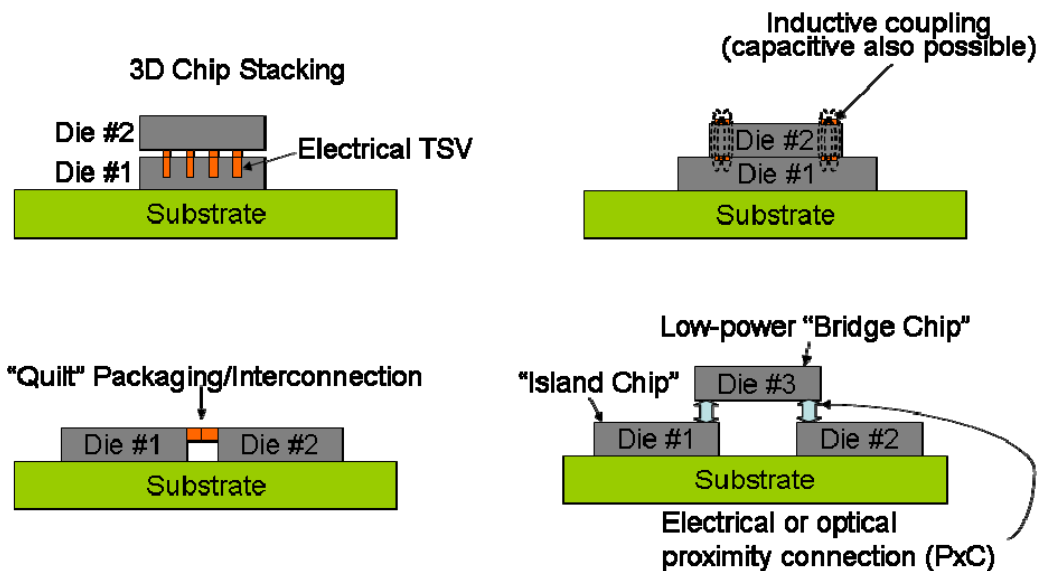 3D Chip Stacking
Die #2
Die #1
Electrical TSV
Substrate
Inductive coupling
(capacitive also possible)
Die #2
Die #1
Substrate
“Quilt” Packaging/Interconnection
Die #1
Die #2
Substrate
Low-power “Bridge Chip”
“Island Chip”
Die #3
Die #1
Die #2
Substrate
Electrical or optical
proximity connection (PxC)